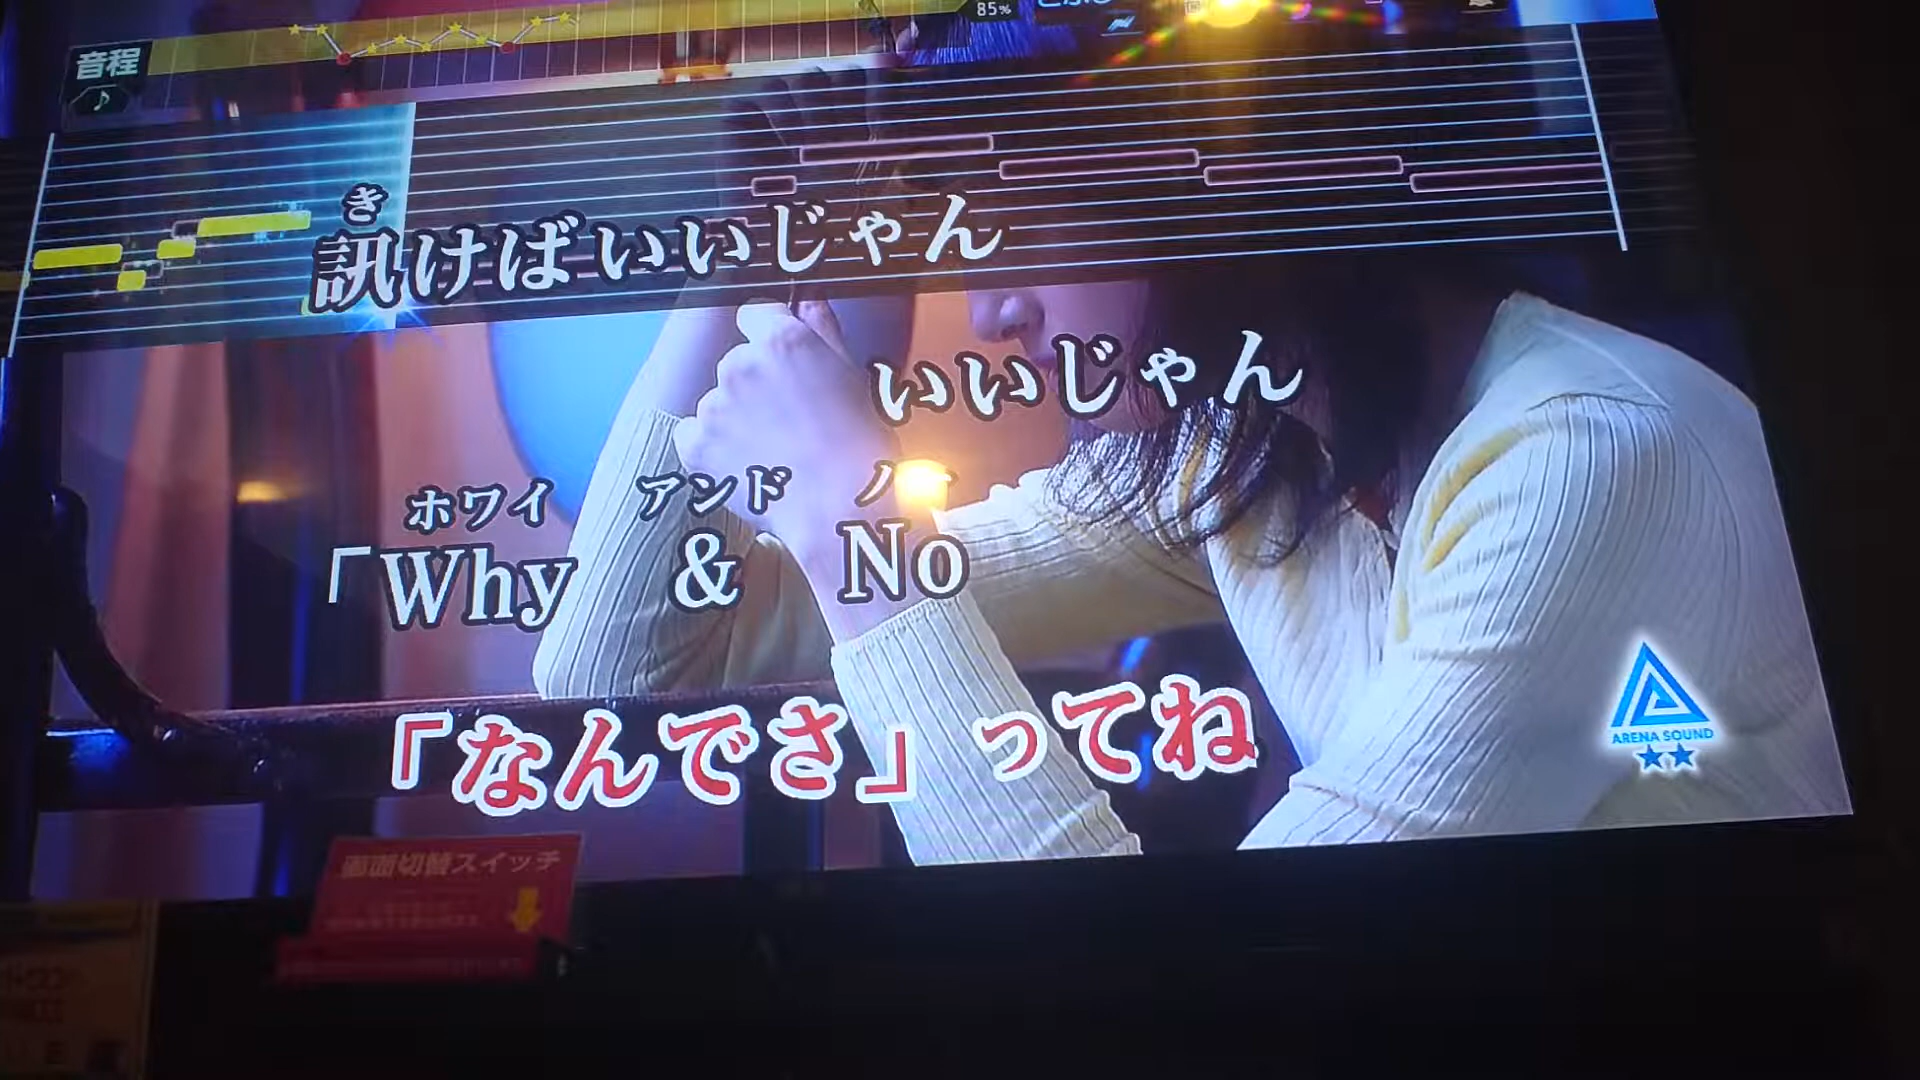 85%
音程
♪
き
訊けばいいじゃん
いいじゃん
ホワイ アンド
「Why & No
「なんでさ」ってね
ARENA SOUND
★★
画面切替スイッチ